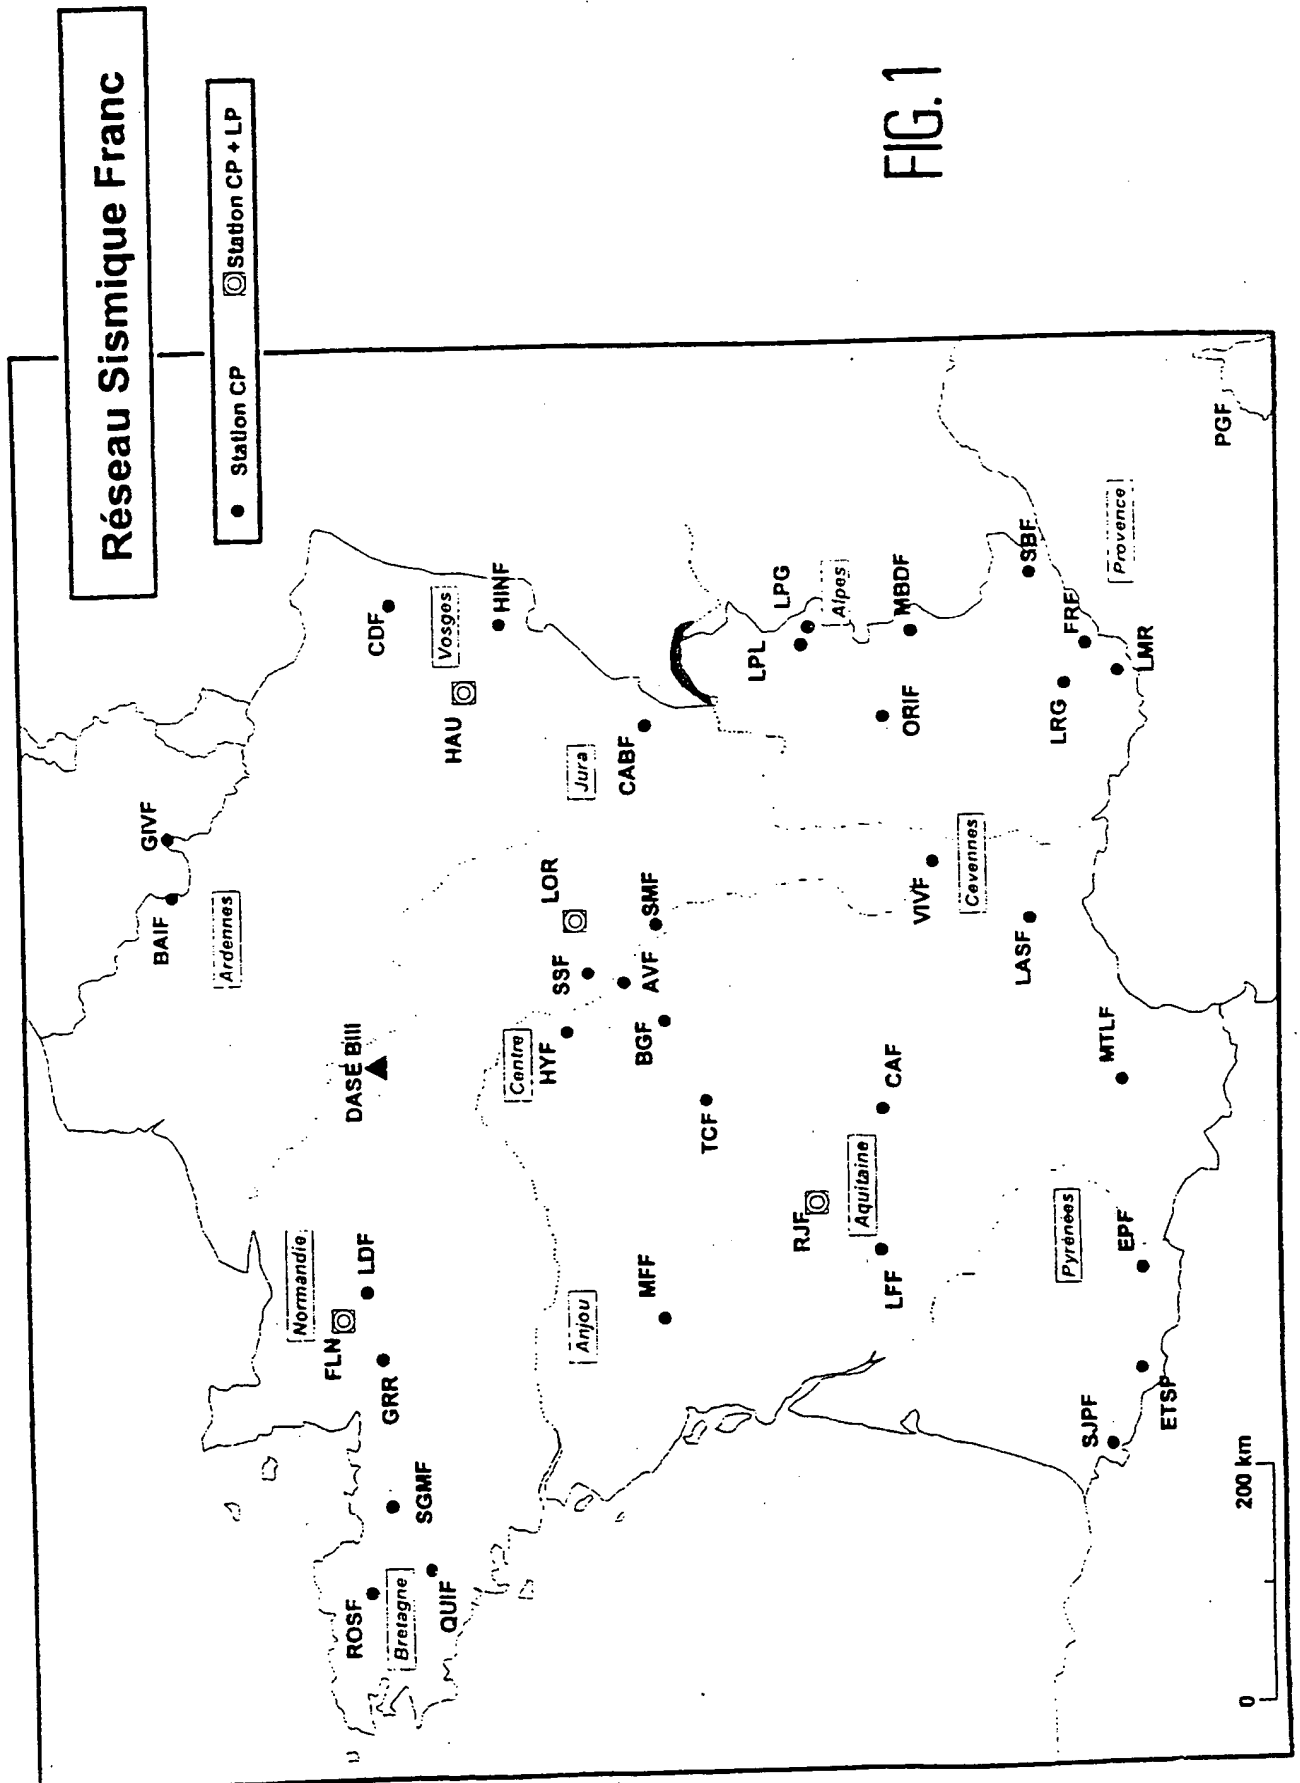 Réseau Sismique Franc
● Station CP
Station CP + LP
FIG. 1
BAIF
GIVF
Ardennes
CDF
Vosges
HINF
HAU
DASE BIII
Normandie
LDF
FLN
GRR
SGMF
ROSF
Bretagne
QUIF
Centre
HYF
SSF
LOR
Jura
CABF
AVF
SMF
BGF
TCF
Anjou
MFF
LPG
LPL
Alpes
MBDF
ORIF
RJF
Aquitaine
LFF
CAF
VIVF
Cevennes
LASF
SBF
FRF
LRG
LMR
Provence
PGF
MTLF
Pyrénées
EPF
ETSF
SJPF
0
200 km